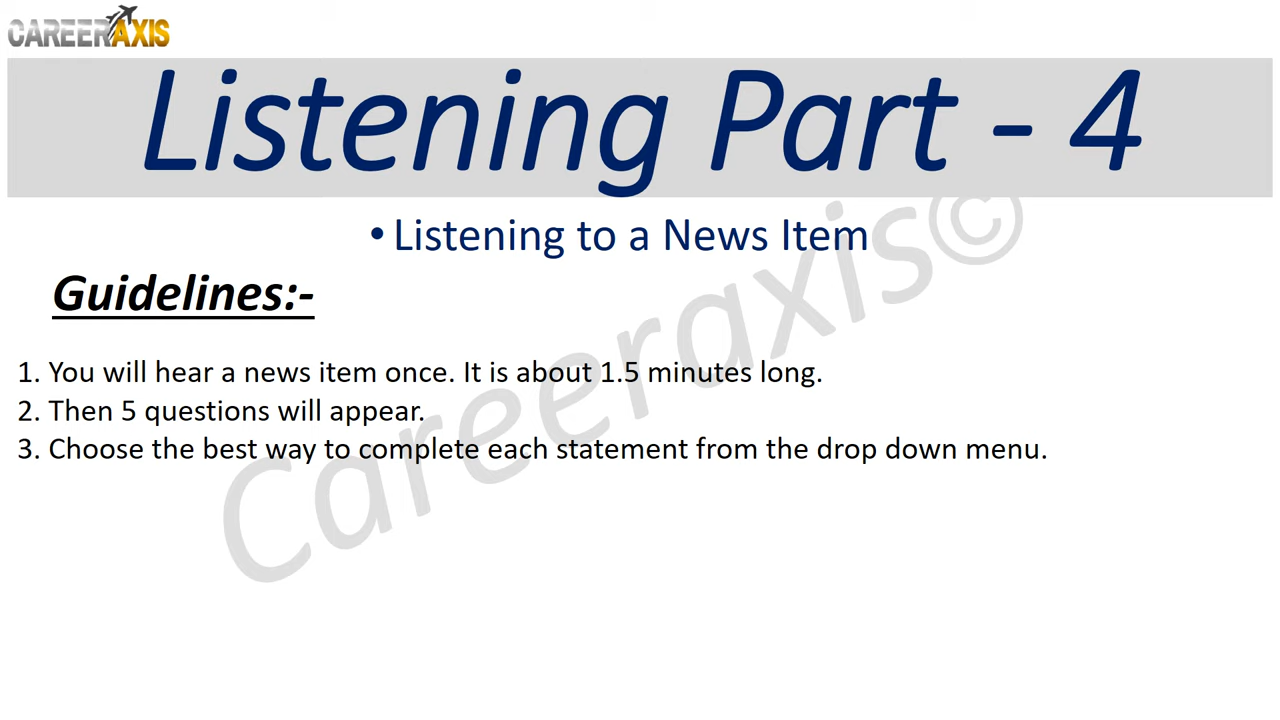 CAREERAXIS
Listening Part - 4
• Listening to a News Item
Guidelines:-
1. You will hear a news item once. It is about 1.5 minutes long.
2. Then 5 questions will appear.
3. Choose the best way to complete each statement from the drop down menu.
Careeraxis©